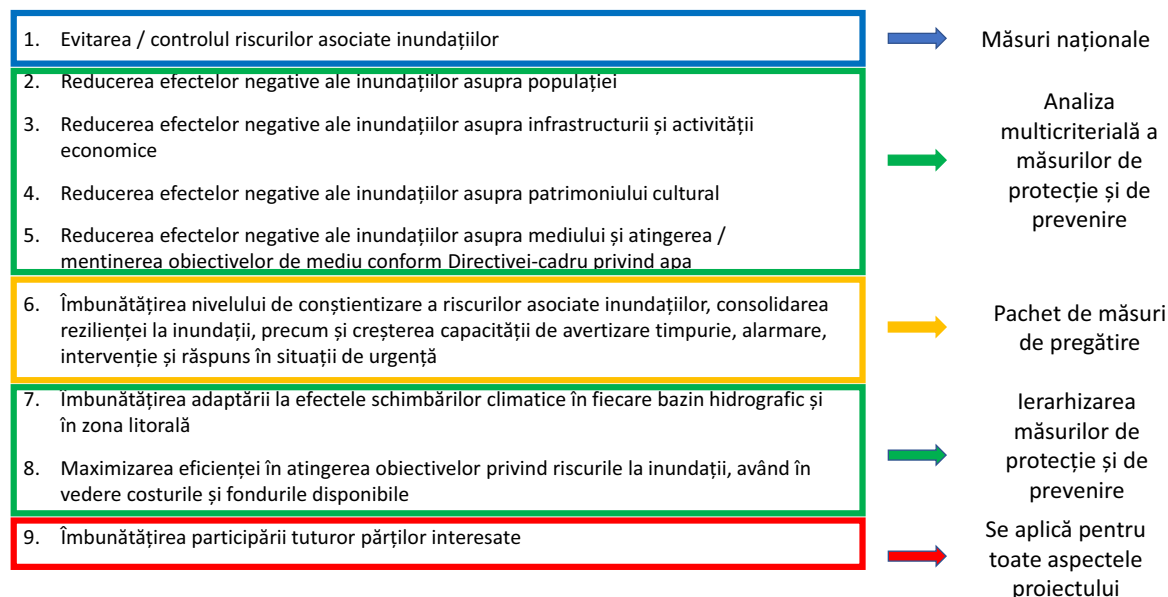 1. Evitarea / controlul riscurilor asociate inundațiilor
Măsuri naționale
2. Reducerea efectelor negative ale inundațiilor asupra populației
3. Reducerea efectelor negative ale inundațiilor asupra infrastructurii și activității
economice
4. Reducerea efectelor negative ale inundațiilor asupra patrimoniului cultural
5. Reducerea efectelor negative ale inundațiilor asupra mediului și atingerea /
mentinerea obiectivelor de mediu conform Directivei-cadru privind apa
Analiza
multicriterială a
măsurilor de
protecție și de
prevenire
6. Îmbunătățirea nivelului de conștientizare a riscurilor asociate inundațiilor, consolidarea
rezilienței la inundații, precum și creșterea capacității de avertizare timpurie, alarmare,
intervenție și răspuns în situații de urgență
Pachet de măsuri
de pregătire
7. Îmbunătățirea adaptării la efectele schimbărilor climatice în fiecare bazin hidrografic și
în zona litorală
8. Maximizarea eficienței în atingerea obiectivelor privind riscurile la inundații, având în
vedere costurile și fondurile disponibile
Ierarhizarea
măsurilor de
protecție și de
prevenire
9. Îmbunătățirea participării tuturor părților interesate
Se aplică pentru
toate aspectele
proiectului